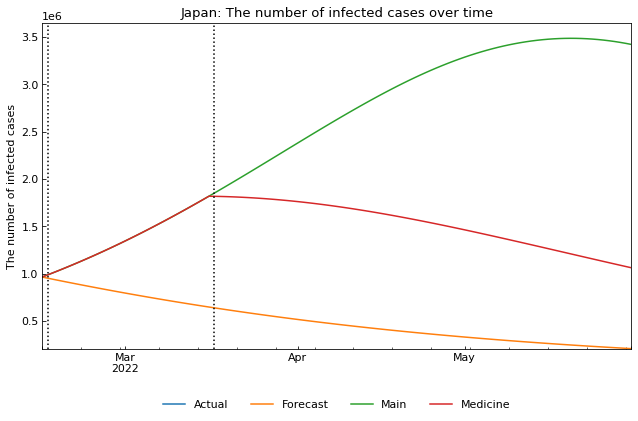 Japan: The number of infected cases over time
1e6
3.5
3.0
2.5
2.0
1.5
1.0
0.5
The number of infected cases
Mar Apr May
2022
Actual Forecast Main Medicine